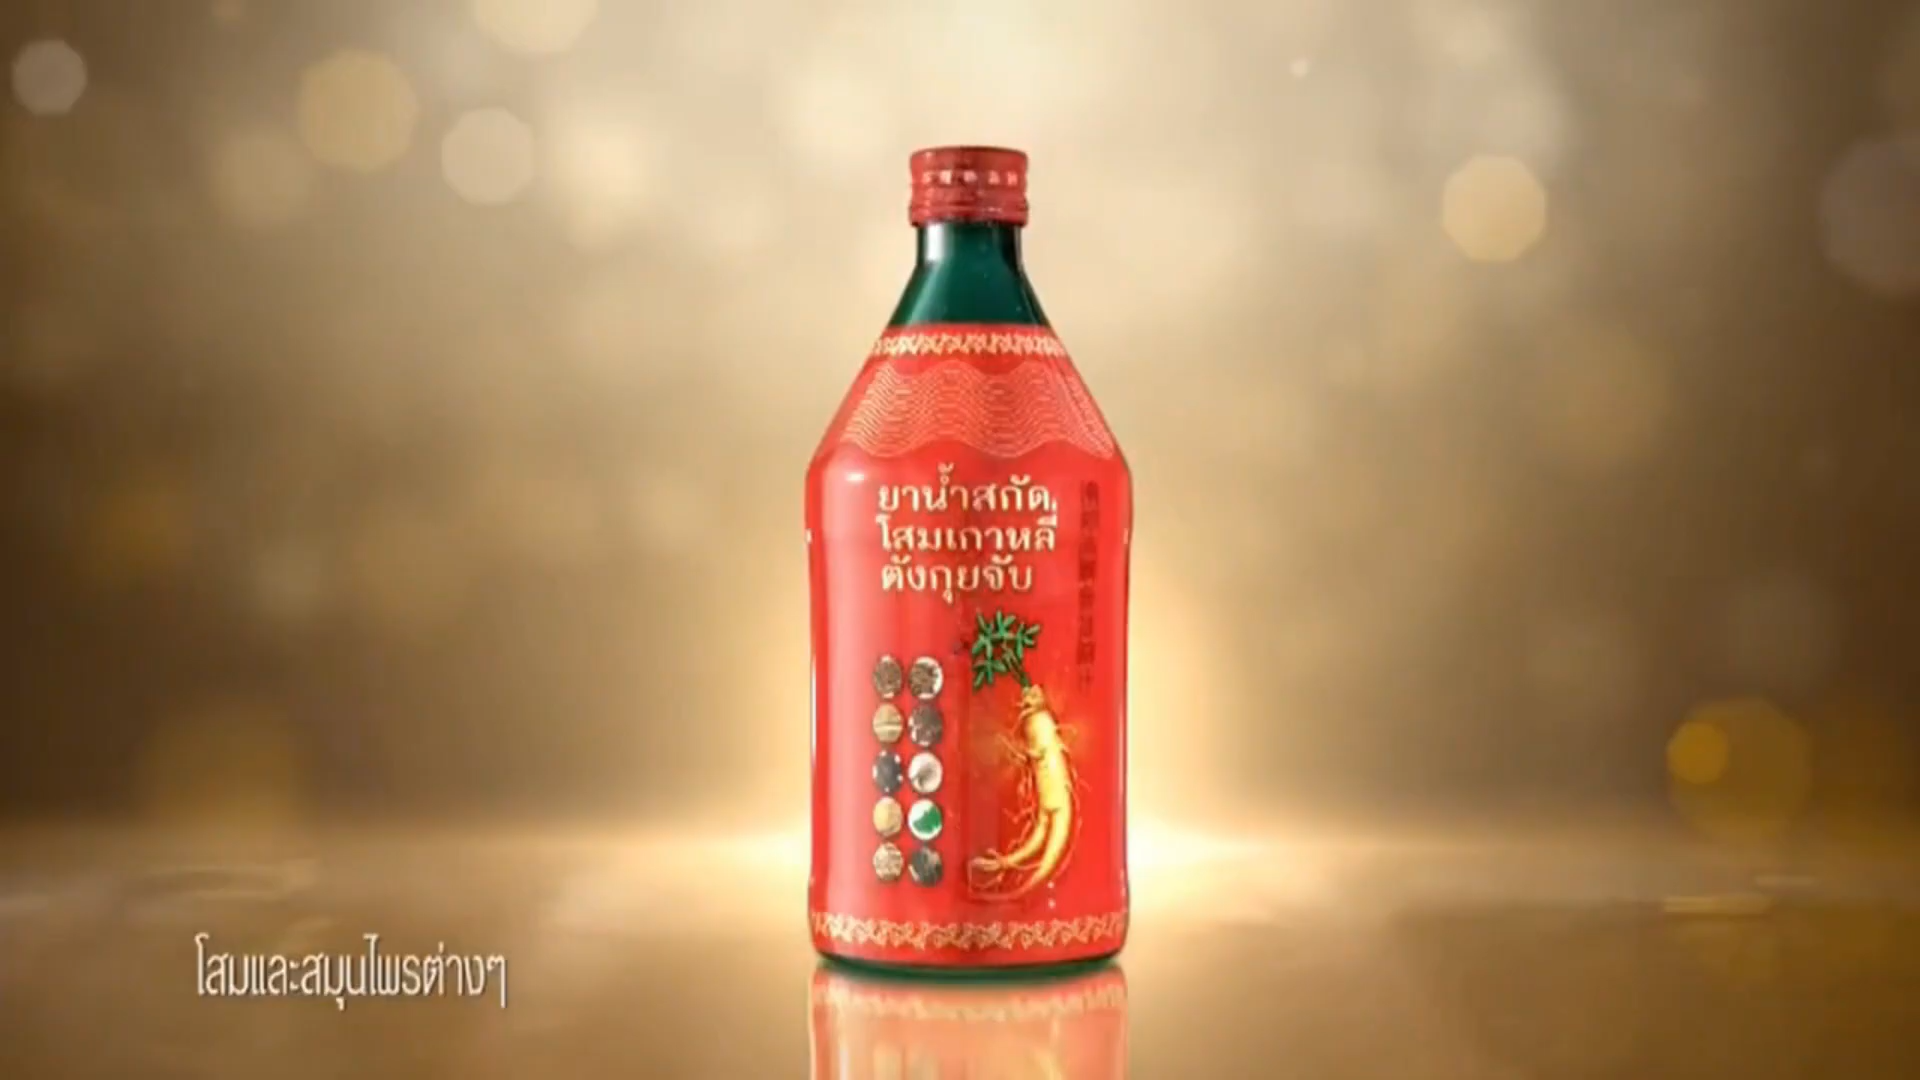 ยาน้ำสกัด
โสมเกาหลี
ตังกุยจับ
โสมและสมุนไพรต่างๆ